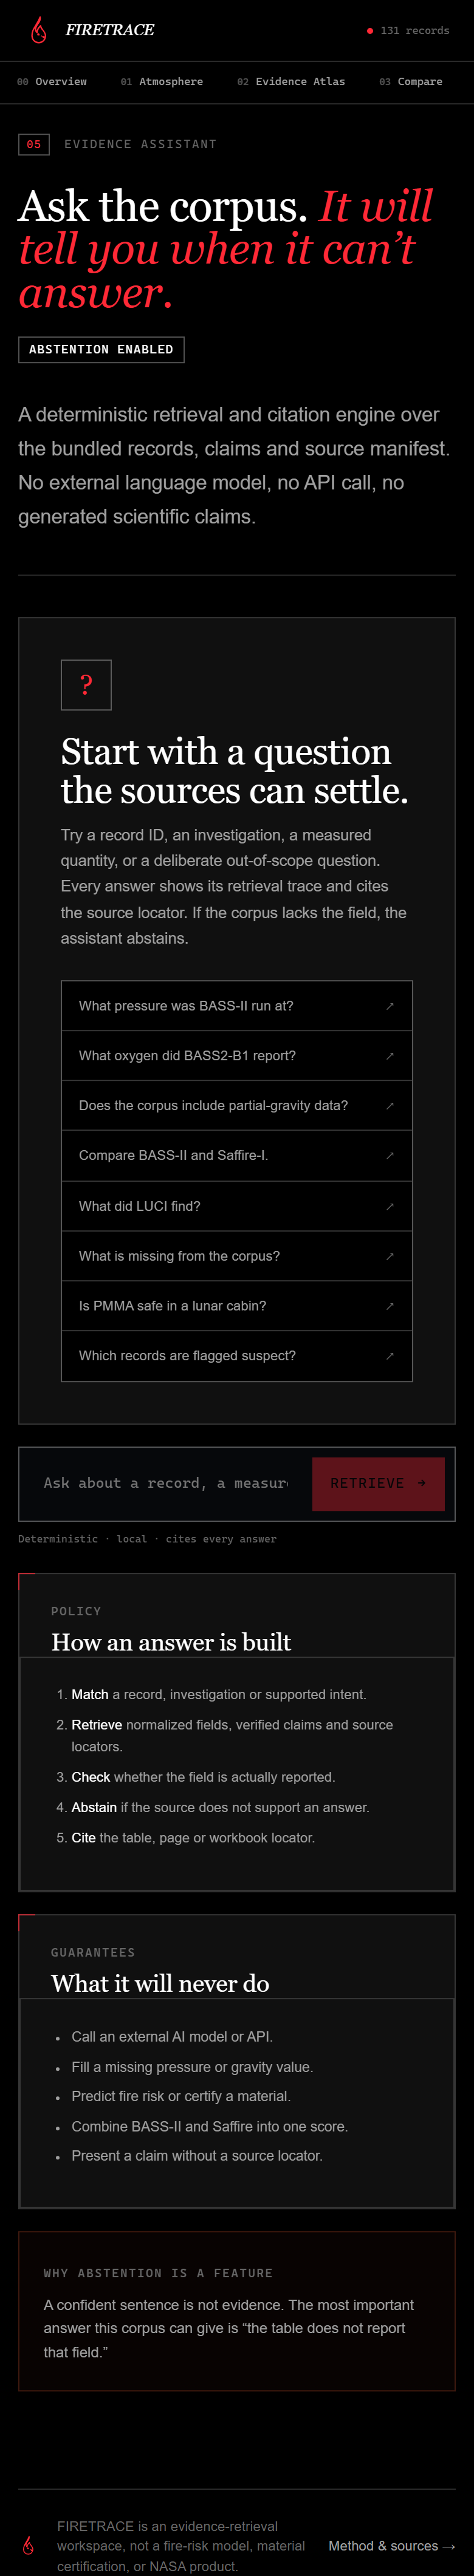 FIRETRACE
131 records
00 Overview 01 Atmosphere 02 Evidence Atlas 03 Compare
05 EVIDENCE ASSISTANT
Ask the corpus. It will
tell you when it can’t
answer.
ABSTENTION ENABLED
A deterministic retrieval and citation engine over
the bundled records, claims and source manifest.
No external language model, no API call, no
generated scientific claims.
?
Start with a question
the sources can settle.
Try a record ID, an investigation, a measured
quantity, or a deliberate out-of-scope question.
Every answer shows its retrieval trace and cites
the source locator. If the corpus lacks the field, the
assistant abstains.
What pressure was BASS-II run at? ↗
What oxygen did BASS2-B1 report? ↗
Does the corpus include partial-gravity data? ↗
Compare BASS-II and Saffire-I. ↗
What did LUCI find? ↗
What is missing from the corpus? ↗
Is PMMA safe in a lunar cabin? ↗
Which records are flagged suspect? ↗
Ask about a record, a measur
RETRIEVE →
Deterministic · local · cites every answer
POLICY
How an answer is built
1. Match a record, investigation or supported intent.
2. Retrieve normalized fields, verified claims and source
locators.
3. Check whether the field is actually reported.
4. Abstain if the source does not support an answer.
5. Cite the table, page or workbook locator.
GUARANTEES
What it will never do
• Call an external AI model or API.
• Fill a missing pressure or gravity value.
• Predict fire risk or certify a material.
• Combine BASS-II and Saffire into one score.
• Present a claim without a source locator.
WHY ABSTENTION IS A FEATURE
A confident sentence is not evidence. The most important
answer this corpus can give is “the table does not report
that field.”
FIRETRACE is an evidence-retrieval
workspace, not a fire-risk model, material
certification, or NASA product.
Method & sources →